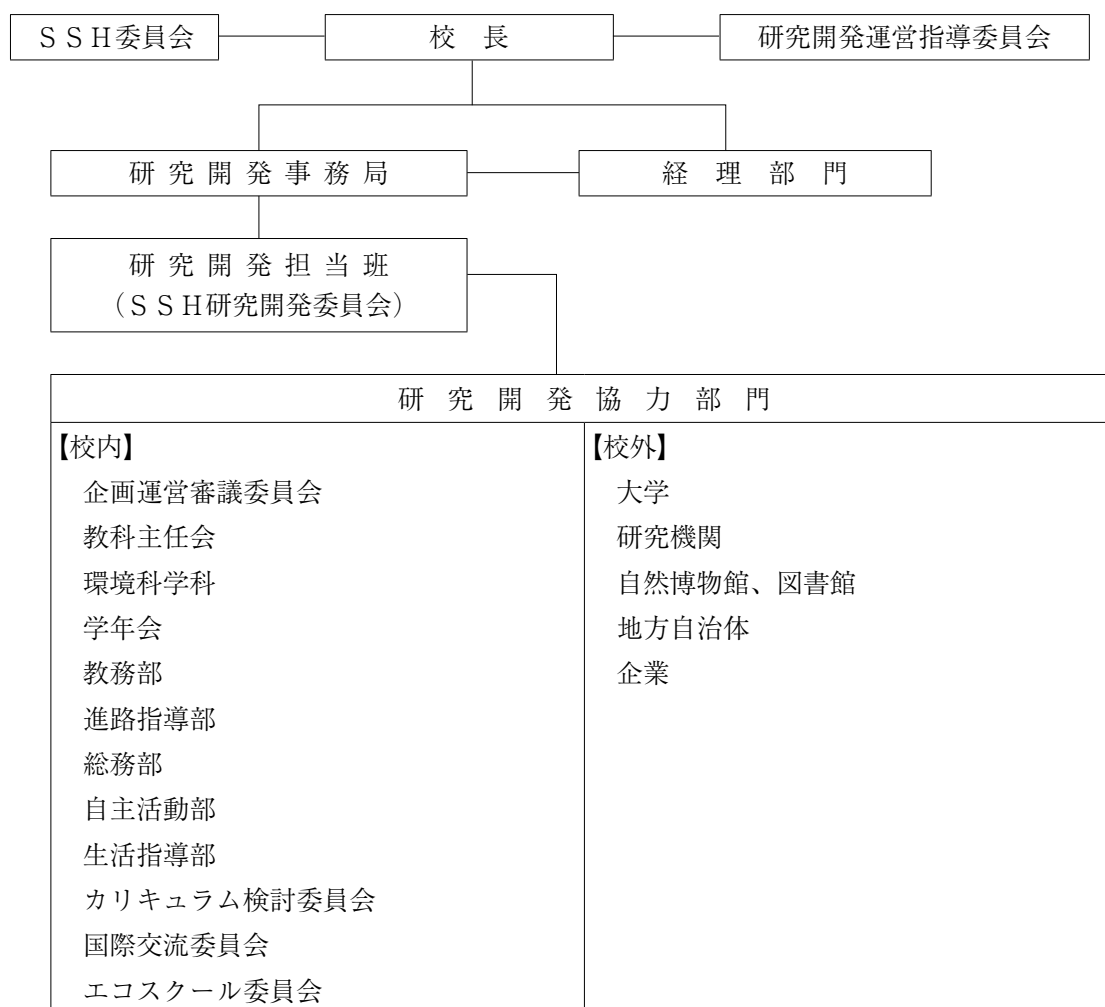 ＳＳＨ委員会
校　長
研究開発運営指導委員会
研 究 開 発 事 務 局
経　理　部　門
研 究 開 発 担 当 班
（ＳＳＨ研究開発委員会）
研　究　開　発　協　力　部　門
【校内】
企画運営審議委員会
教科主任会
環境科学科
学年会
教務部
進路指導部
総務部
自主活動部
生活指導部
カリキュラム検討委員会
国際交流委員会
エコスクール委員会
【校外】
大学
研究機関
自然博物館、図書館
地方自治体
企業